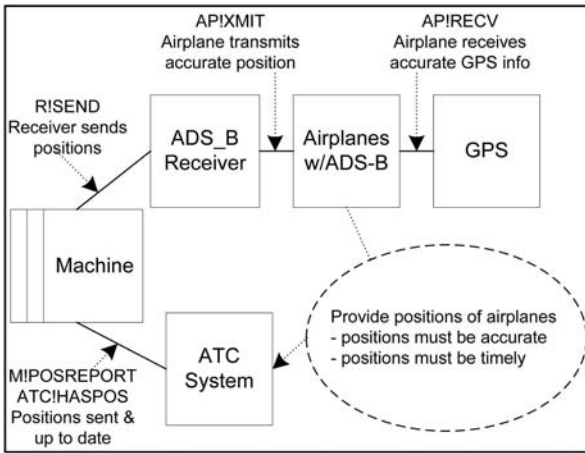 AP!XMIT
Airplane transmits
accurate position
AP!RECV
Airplane receives
accurate GPS info
R!SEND
Receiver sends
positions
ADS_B
Receiver
Airplanes
w/ADS-B
GPS
Machine
ATC
System
Provide positions of airplanes
- positions must be accurate
- positions must be timely
M!POSREPORT
ATC!HASPOS
Positions sent &
up to date